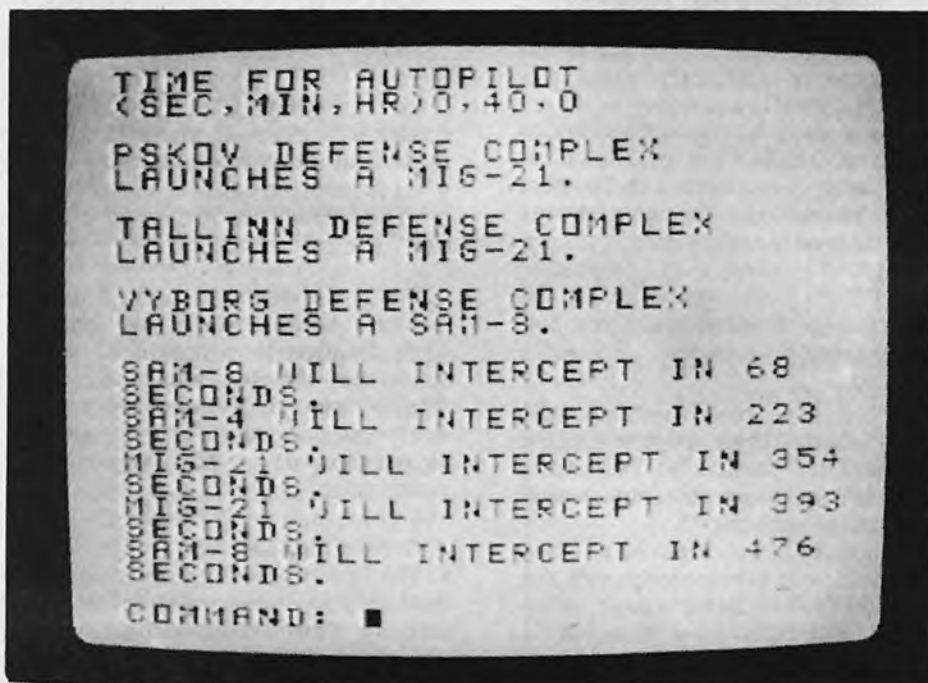 TIME FOR AUTOPILOT
(SEC,MIN,HR)0,40,0
PSKOV DEFENSE COMPLEX
LAUNCHES A MIG-21.
TALLINN DEFENSE COMPLEX
LAUNCHES A MIG-21.
VYBORG DEFENSE COMPLEX
LAUNCHES A SAM-8.
SAM-8 WILL INTERCEPT IN 68
SECONDS.
SAM-4 WILL INTERCEPT IN 223
SECONDS.
MIG-21 WILL INTERCEPT IN 354
SECONDS.
MIG-21 WILL INTERCEPT IN 393
SECONDS.
SAM-8 WILL INTERCEPT IN 476
SECONDS.
COMMAND: